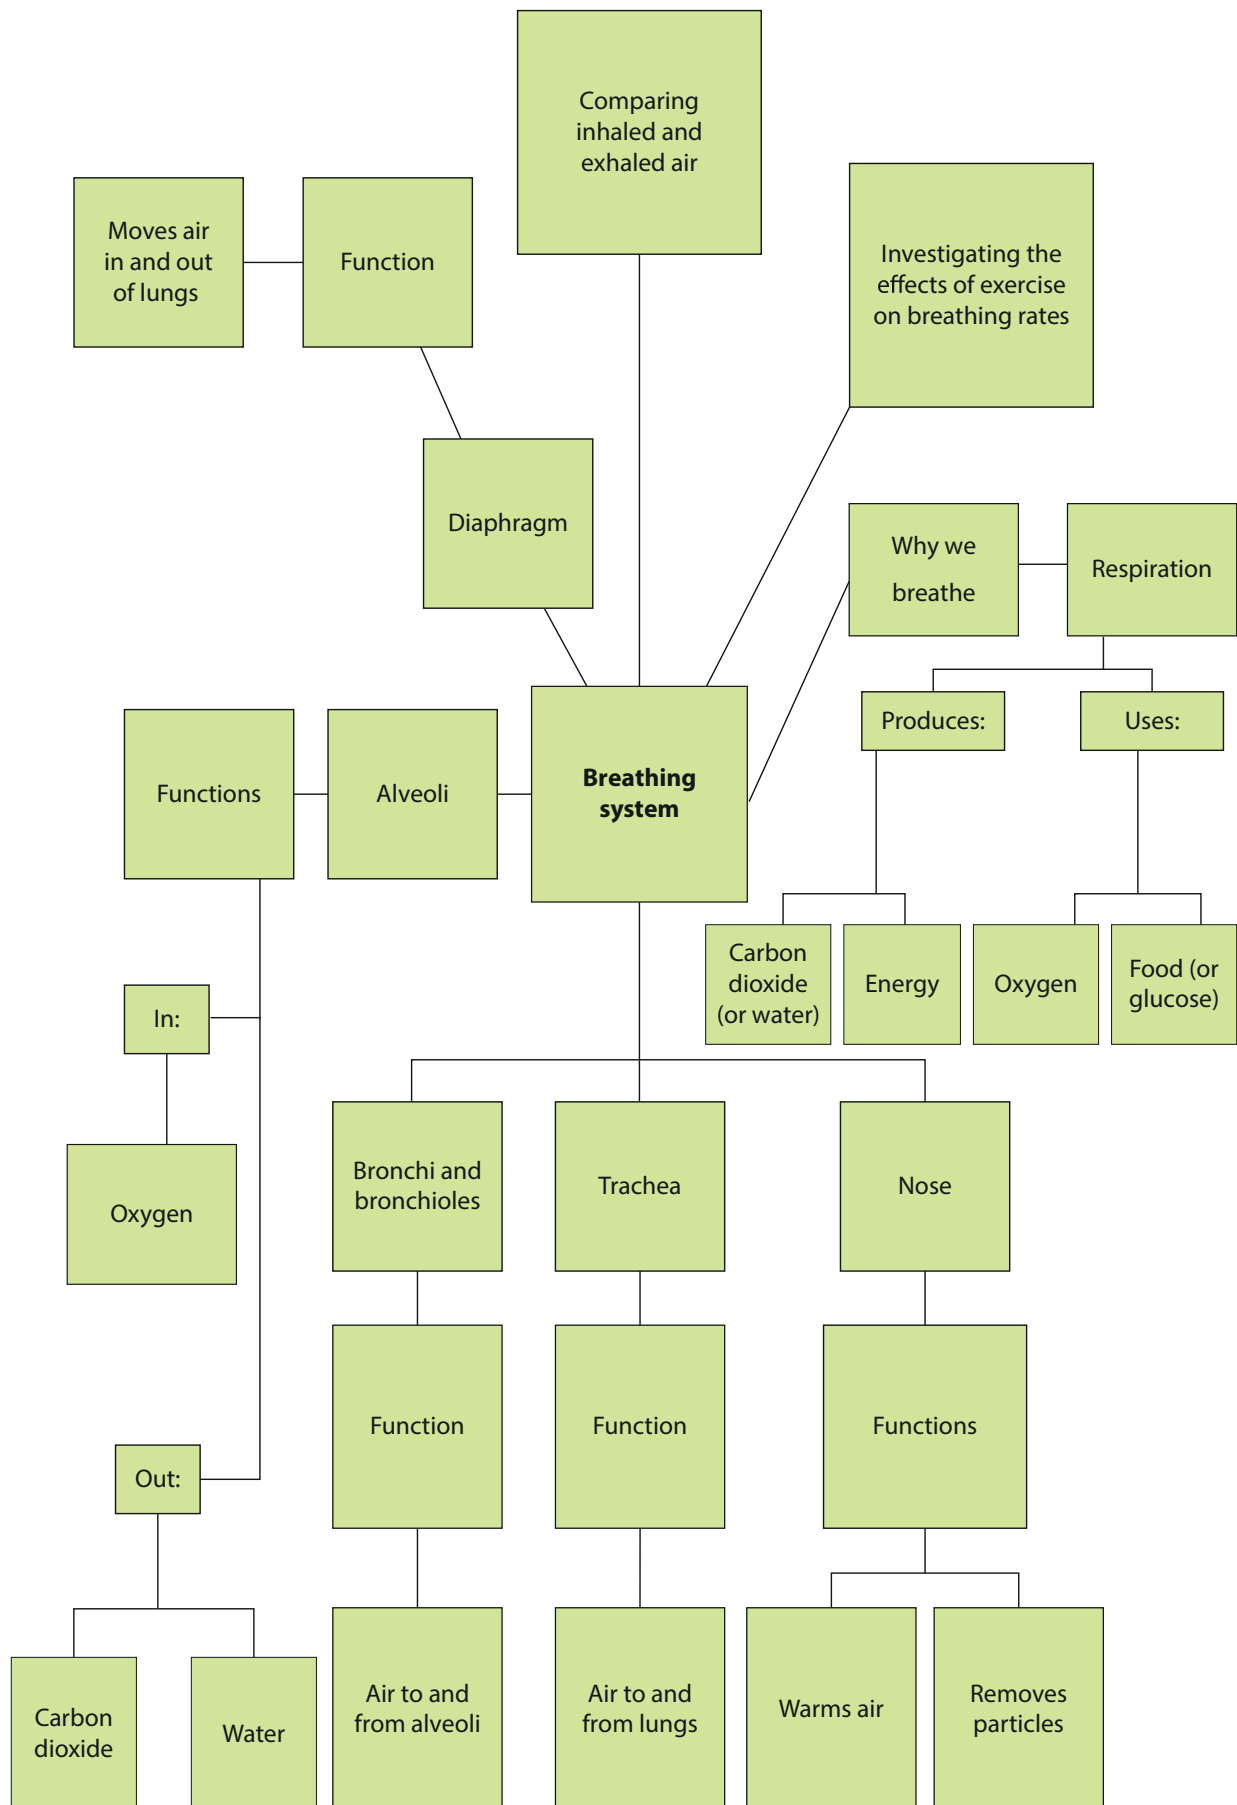 Comparing
inhaled and
exhaled air
Moves air
in and out
of lungs
Function
Investigating the
effects of exercise
on breathing rates
Diaphragm
Why we
breathe
Respiration
Produces:
Uses:
Functions
Alveoli
Breathing
system
Carbon
dioxide
(or water)
Energy
Oxygen
Food (or
glucose)
In:
Oxygen
Bronchi and
bronchioles
Trachea
Nose
Function
Function
Functions
Out:
Carbon
dioxide
Water
Air to and
from alveoli
Air to and
from lungs
Warms air
Removes
particles